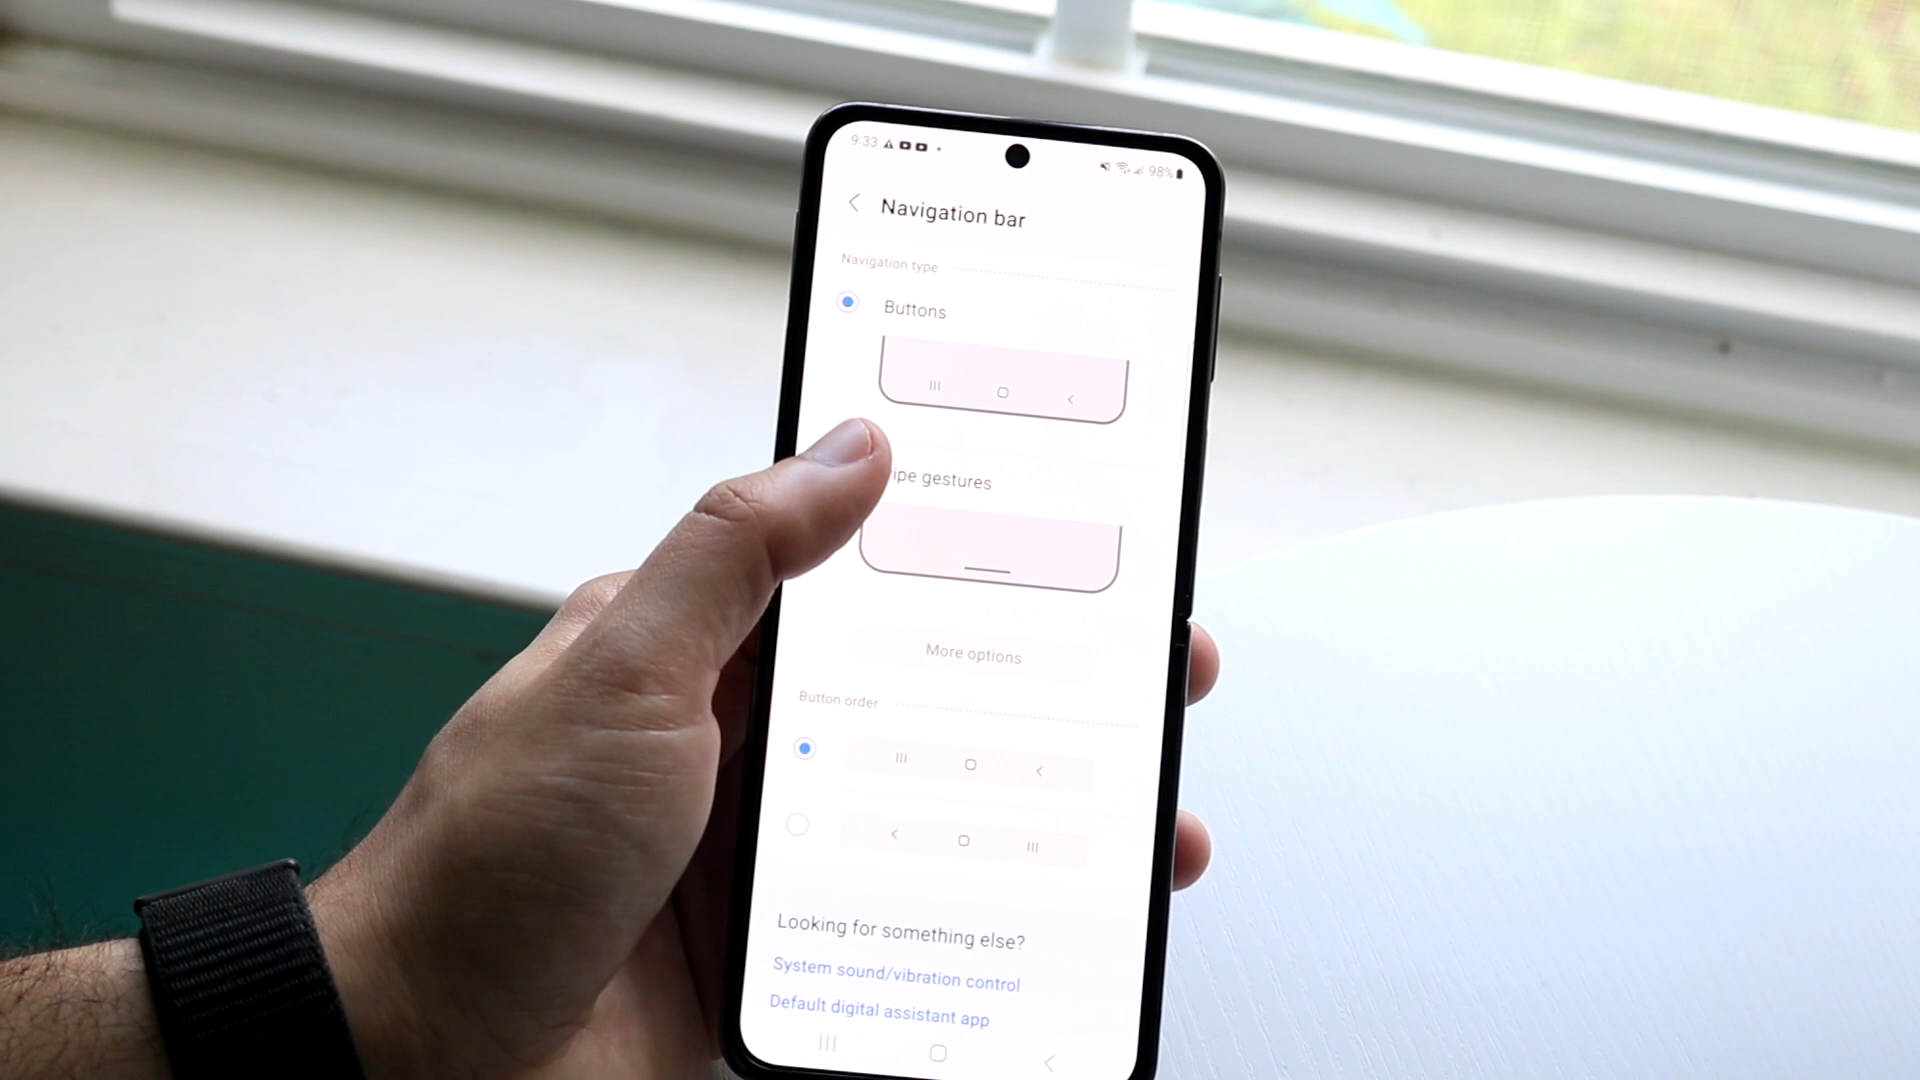 9:33 98%
Navigation bar
Navigation type
Buttons
ipe gestures
More options
Button order
Looking for something else?
System sound/vibration control
Default digital assistant app